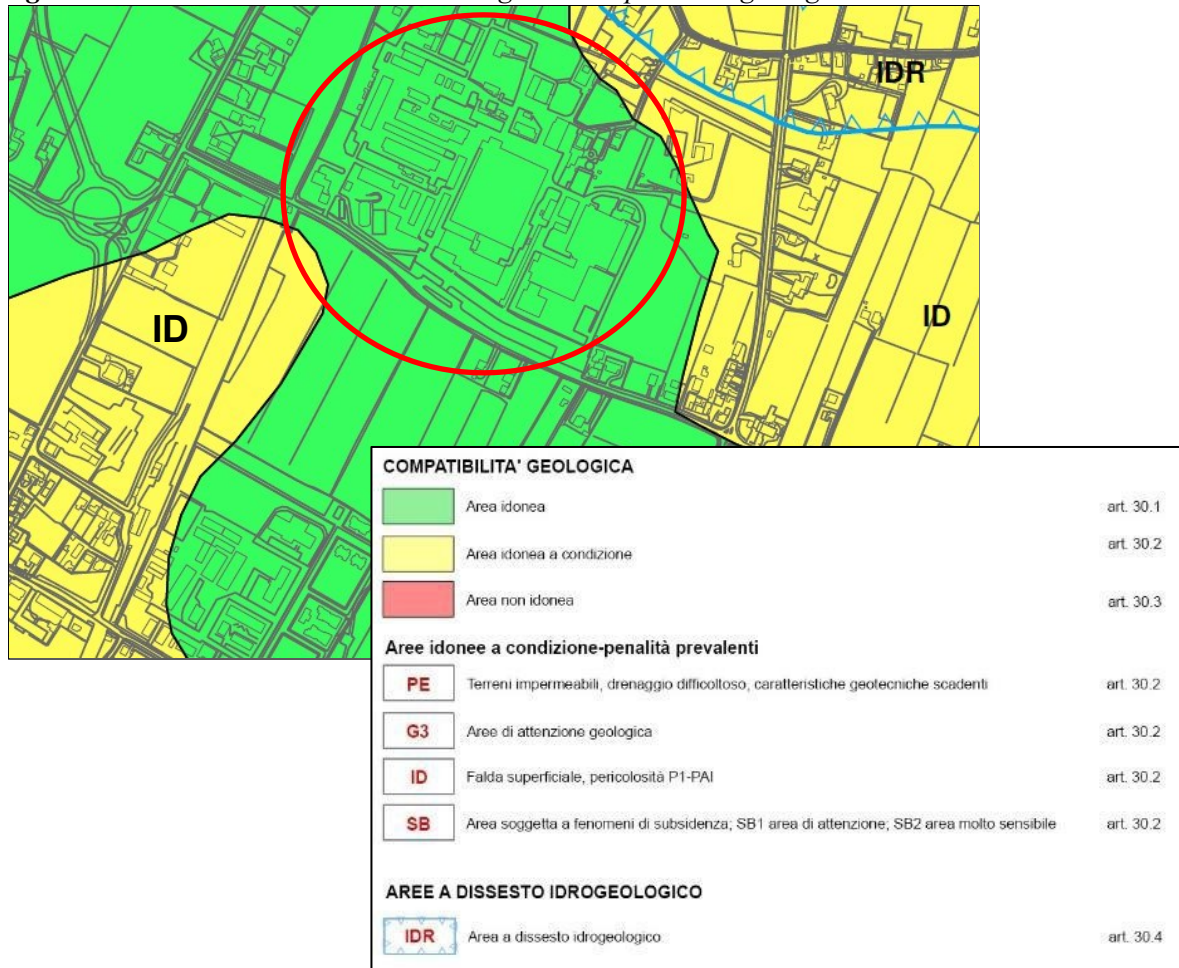 IDR
ID
ID
COMPATIBILITA' GEOLOGICA
Area idonea art. 30.1
Area idonea a condizione art. 30.2
Area non idonea art. 30.3
Aree idonee a condizione-penalità prevalenti
PE Terreni impermeabili, drenaggio difficoltoso, caratteristiche geotecniche scadenti art. 30.2
G3 Aree di attenzione geologica art. 30.2
ID Falda superficiale, pericolosità P1-PAI art. 30.2
SB Area soggetta a fenomeni di subsidenza; SB1 area di attenzione; SB2 area molto sensibile art. 30.2
AREE A DISSESTO IDROGEOLOGICO
IDR Area a dissesto idrogeologico art. 30.4